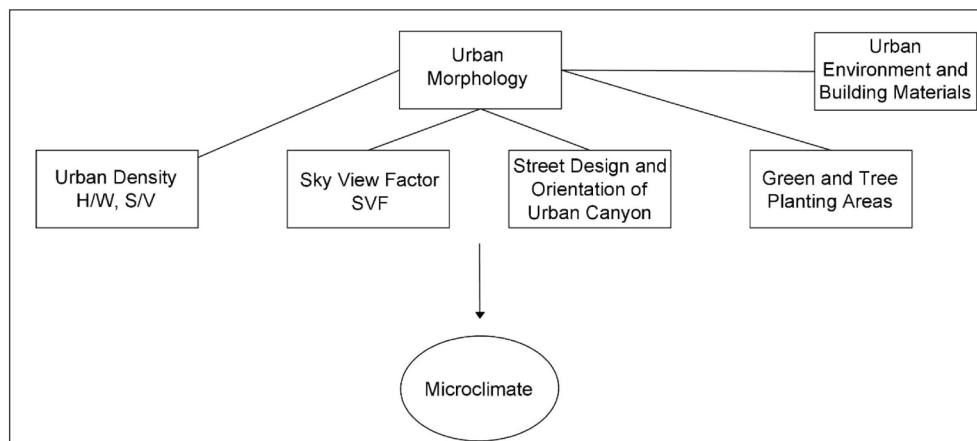 Urban
Morphology
Urban
Environment and
Building Materials
Urban Density
H/W, S/V
Sky View Factor
SVF
Street Design and
Orientation of
Urban Canyon
Green and Tree
Planting Areas
Microclimate